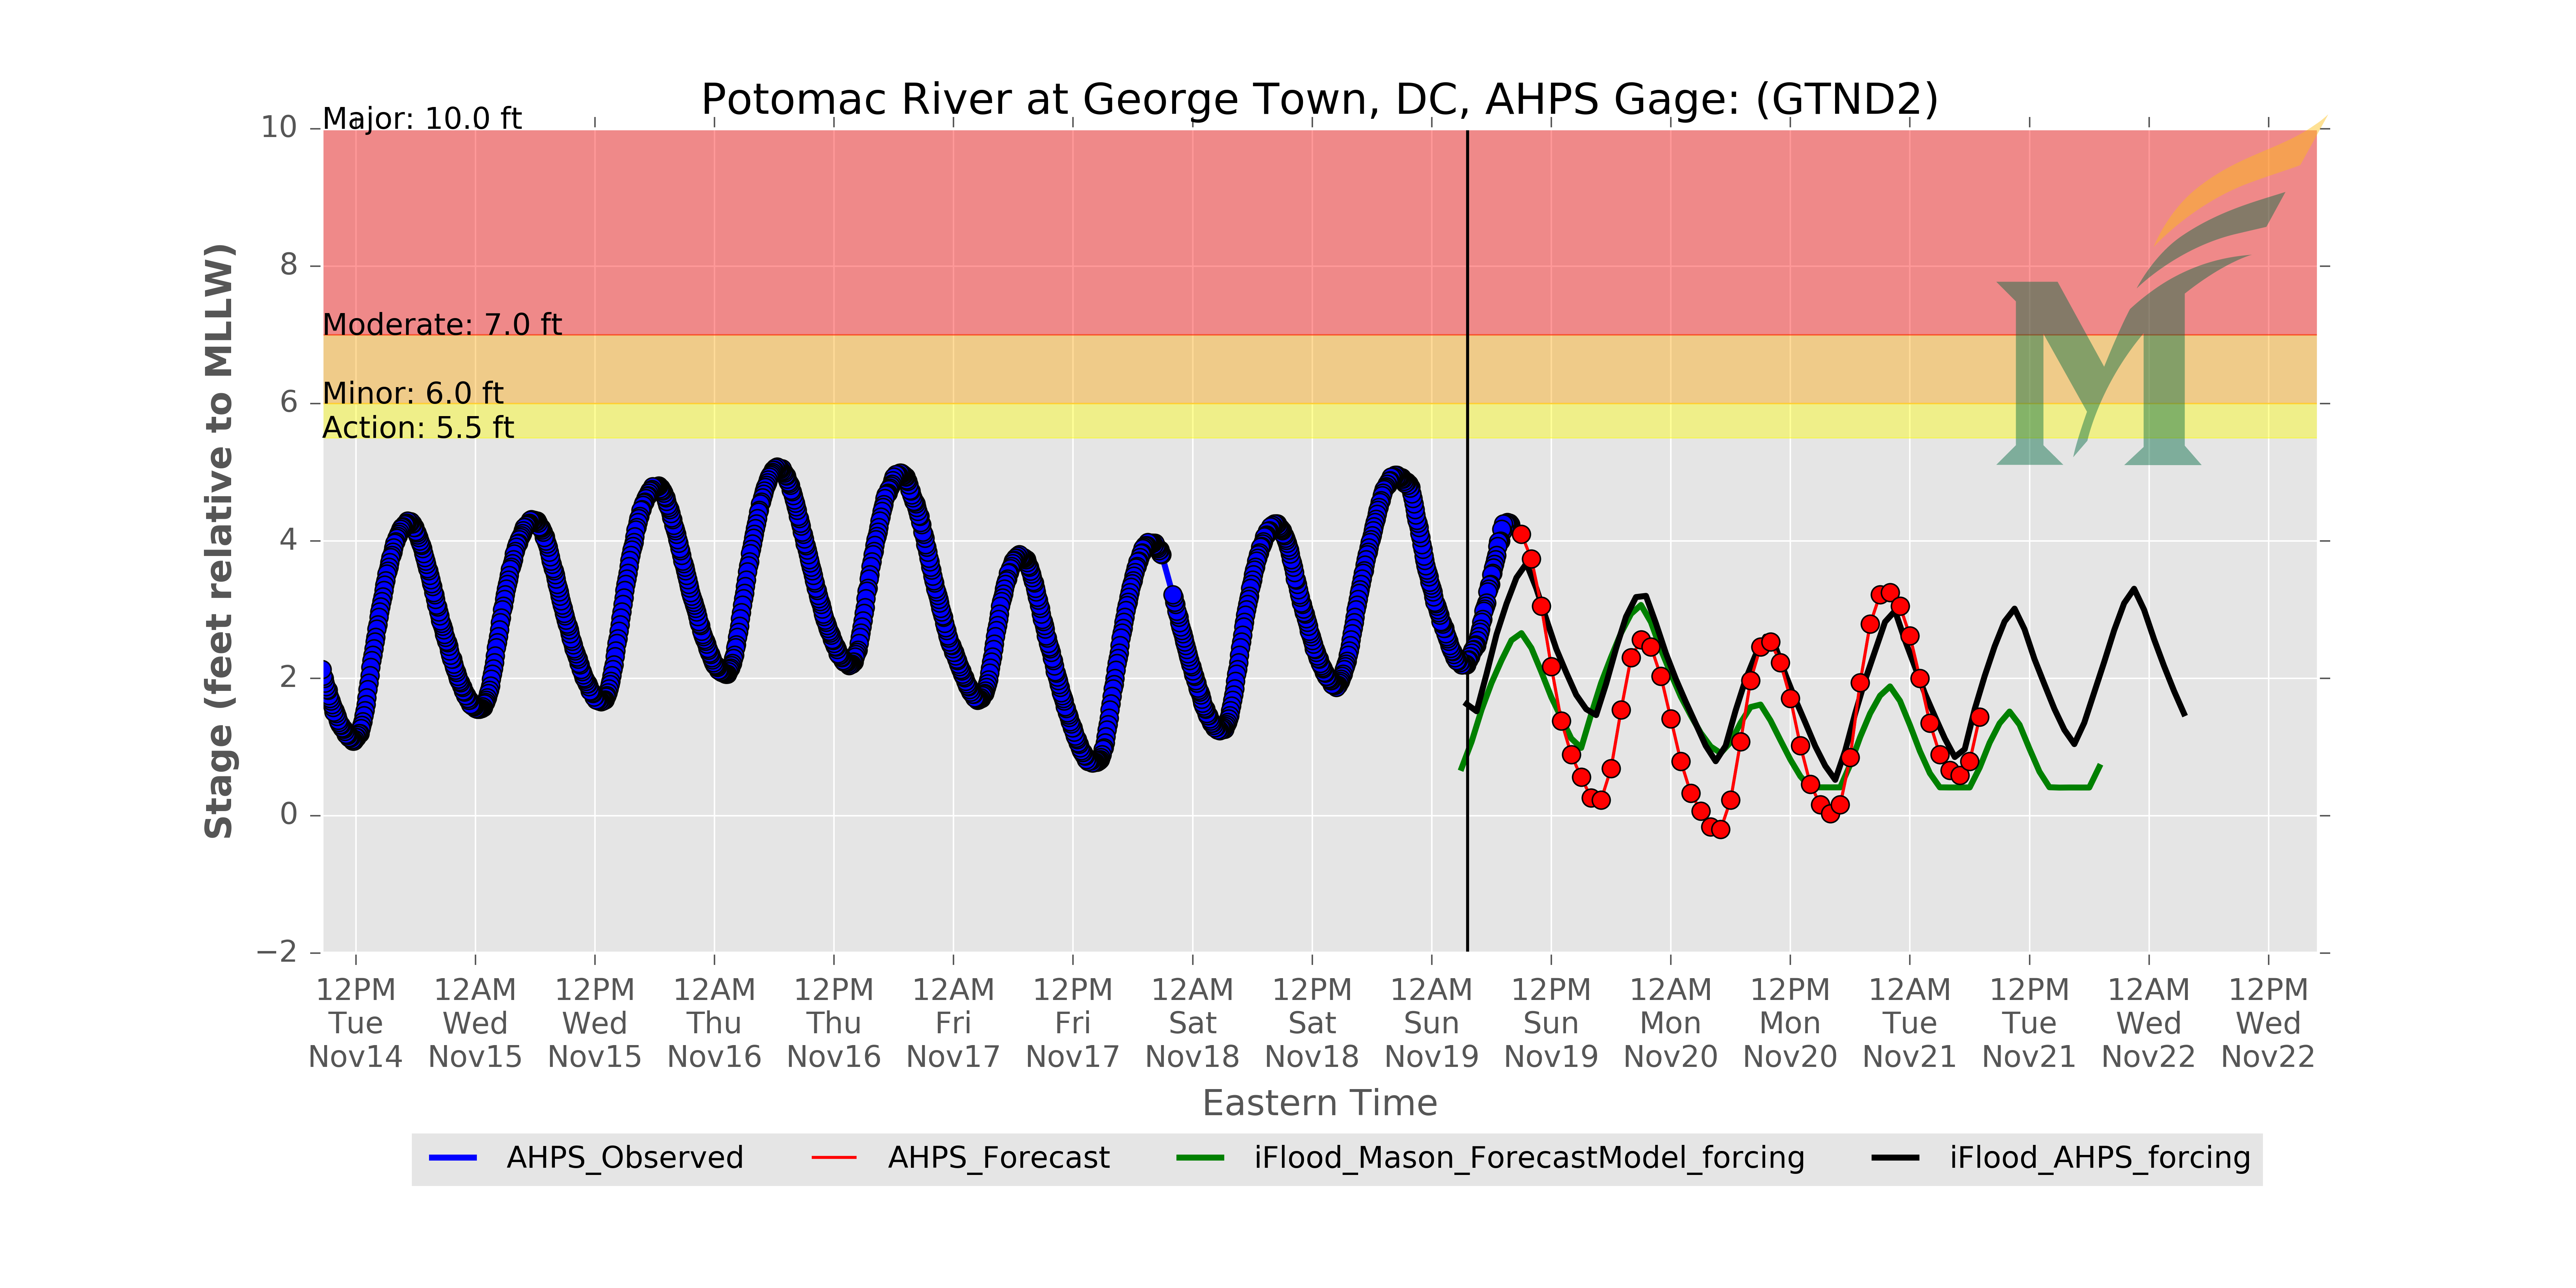 Potomac River at George Town, DC, AHPS Gage: (GTND2)
Major: 10.0 ft
Moderate: 7.0 ft
Minor: 6.0 ft
Action: 5.5 ft
Stage (feet relative to MLLW)
10
8
6
4
2
0
−2
12PM 12AM 12PM 12AM 12PM 12AM 12PM 12AM 12PM 12AM 12PM 12AM 12PM 12AM 12PM 12AM 12PM
Tue Wed Wed Thu Thu Fri Fri Sat Sat Sun Sun Mon Mon Tue Tue Wed Wed
Nov14 Nov15 Nov15 Nov16 Nov16 Nov17 Nov17 Nov18 Nov18 Nov19 Nov19 Nov20 Nov20 Nov21 Nov21 Nov22 Nov22
Eastern Time
AHPS_Observed AHPS_Forecast iFlood_Mason_ForecastModel_forcing iFlood_AHPS_forcing